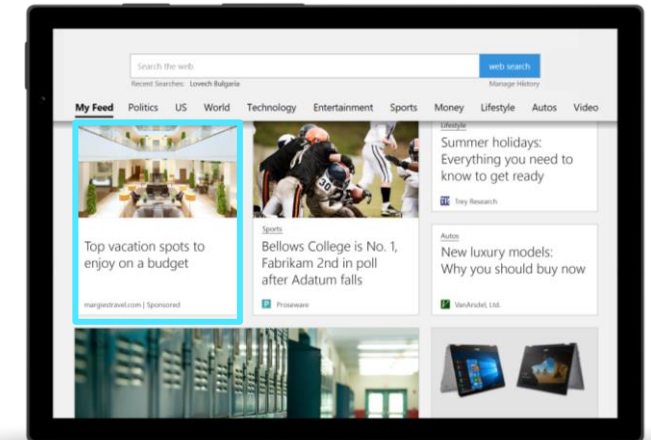 Search the web
web search
Recent Searches: Lovech Bulgaria
Manage History
My Feed Politics US World Technology Entertainment Sports Money Lifestyle Autos Video
Top vacation spots to
enjoy on a budget
margiestravel.com | Sponsored
30
Sports
Bellows College is No. 1,
Fabrikam 2nd in poll
after Adatum falls
P Proseware
Lifestyle
Summer holidays:
Everything you need to
know to get ready
TR Trey Research
Autos
New luxury models:
Why you should buy now
VanArsdel, Ltd.